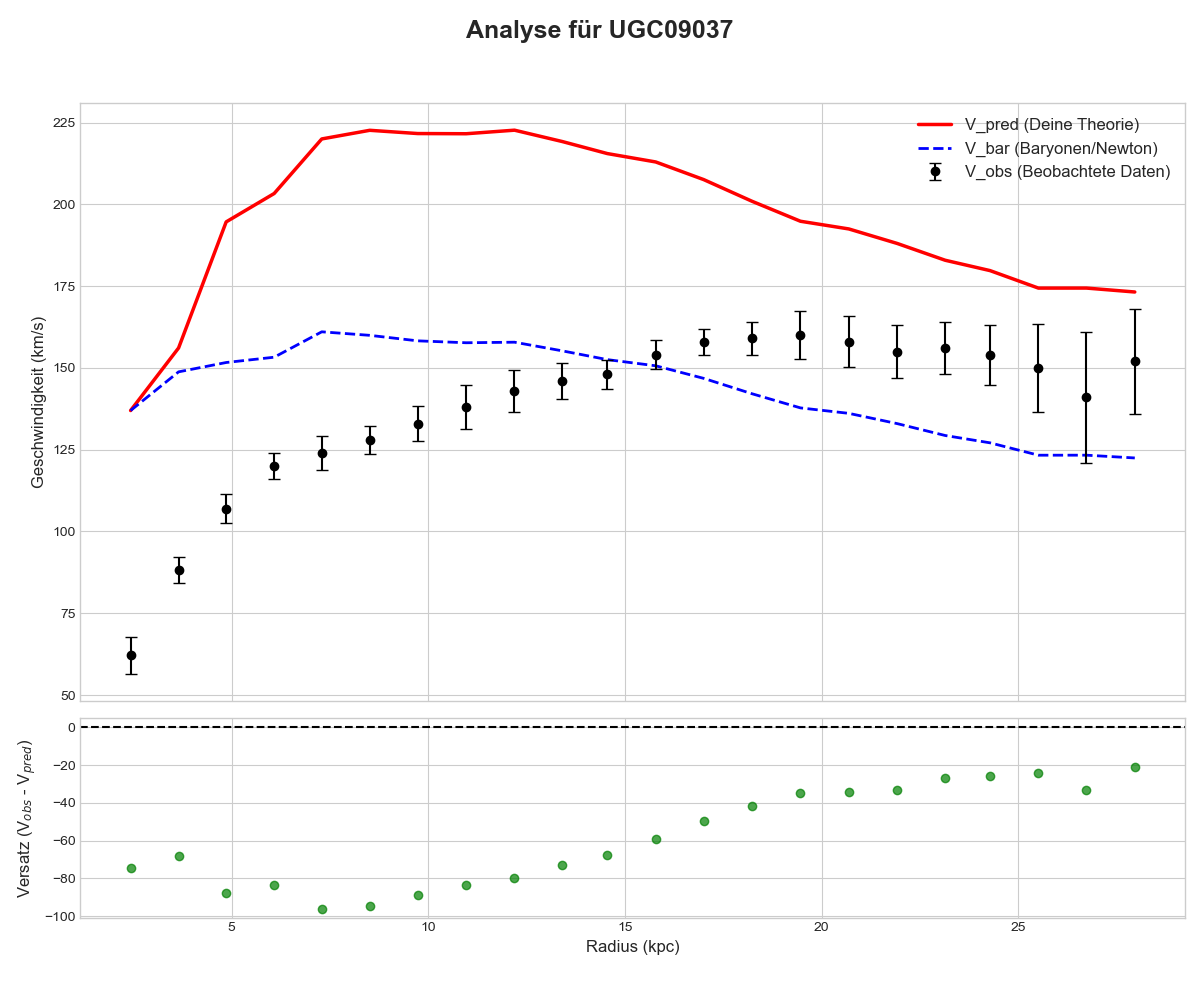 Analyse für UGC09037
V_pred (Deine Theorie)
V_bar (Baryonen/Newton)
V_obs (Beobachtete Daten)
Geschwindigkeit (km/s)
225
200
175
150
125
100
75
50
Versatz (V_obs - V_pred)
0
−20
−40
−60
−80
−100
5
10
15
20
25
Radius (kpc)